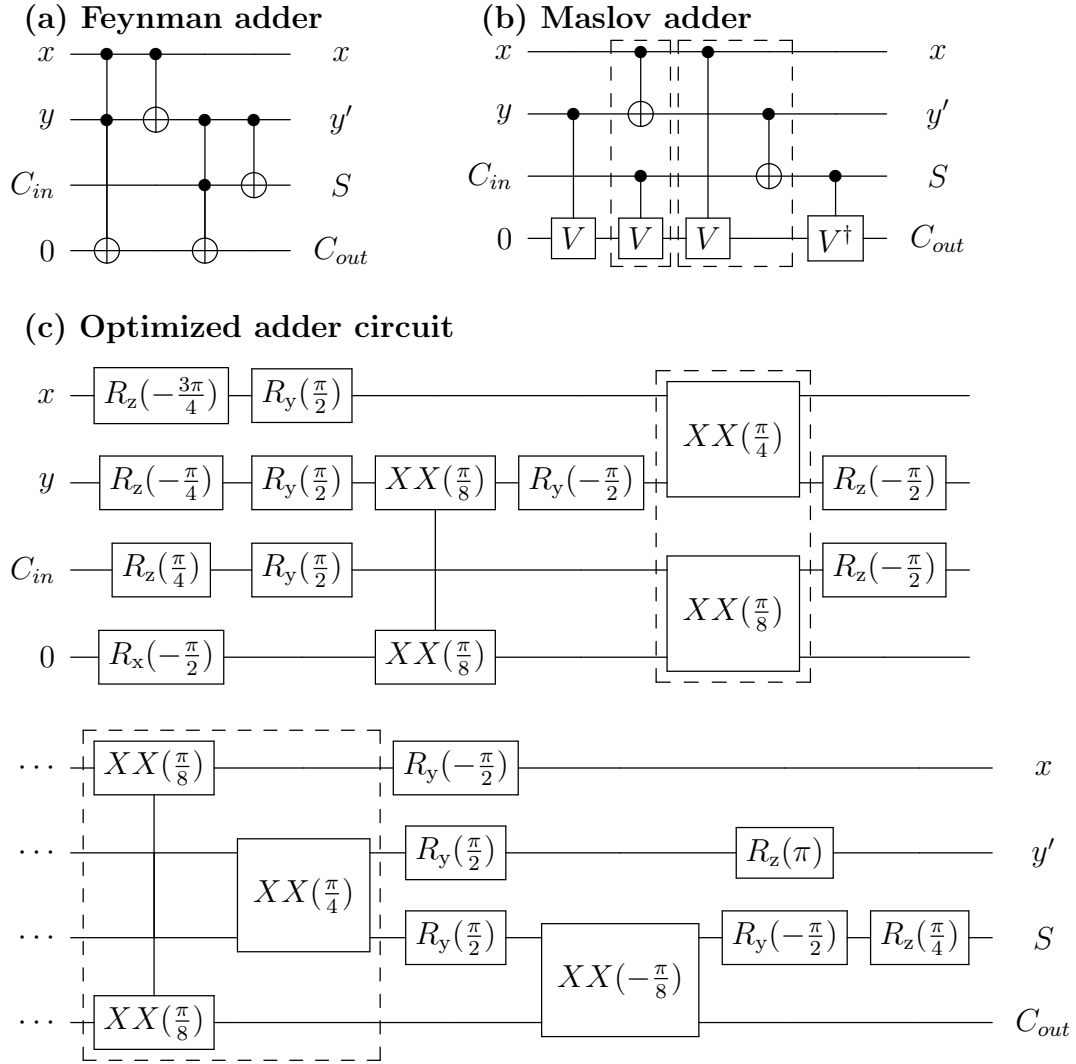 (a) Feynman adder (b) Maslov adder
x x x x
y y′ y y′
C_in S C_in S
0 C_out 0 V V V V† C_out
(c) Optimized adder circuit
x R_z(−3π/4) R_y(π/2) XX(π/4)
y R_z(−π/4) R_y(π/2) XX(π/8) R_y(−π/2) R_z(−π/2)
C_in R_z(π/4) R_y(π/2) XX(π/8) R_z(−π/2)
0 R_x(−π/2) XX(π/8)
··· XX(π/8) R_y(−π/2) x
··· XX(π/4) R_y(π/2) R_z(π) y′
··· R_y(π/2) XX(−π/8) R_y(−π/2) R_z(π/4) S
··· XX(π/8) C_out